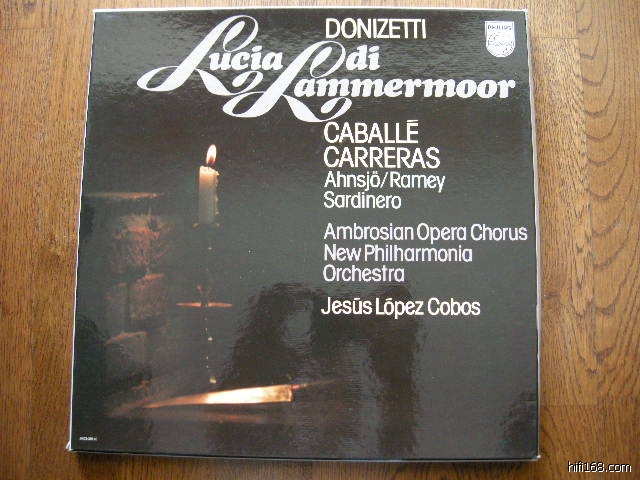 DONIZETTI
PHILIPS
Lucia di
Lammermoor
CABALLÉ
CARRERAS
Ahnsjö/Ramey
Sardinero
Ambrosian Opera Chorus
New Philharmonia
Orchestra
Jesús López Cobos
hifi168.com